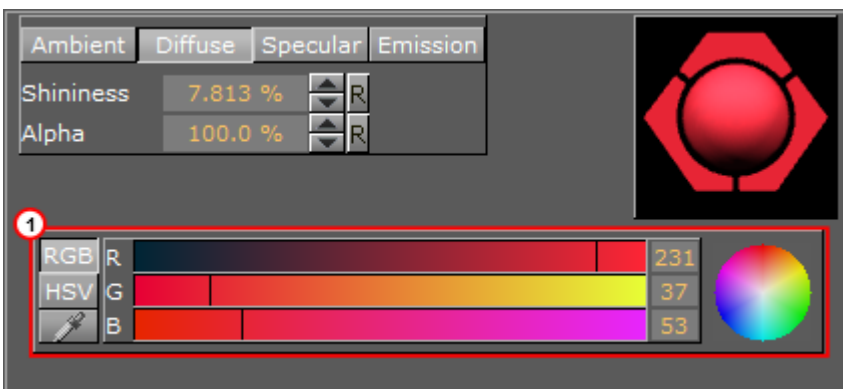 Ambient Diffuse Specular Emission
Shininess 7.813 % R
Alpha 100.0 % R
1
RGB R 231
HSV G 37
B 53